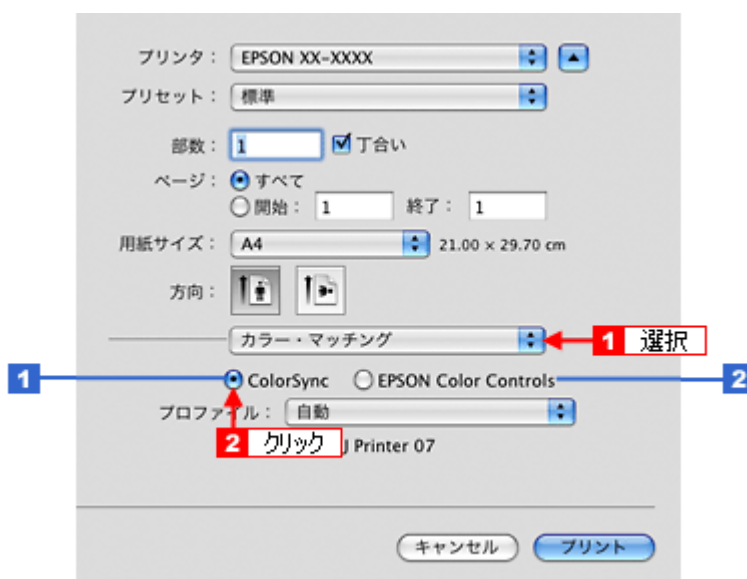 プリンタ： EPSON XX-XXXX
プリセット： 標準
部数： 1 丁合い
ページ： すべて
開始： 1 終了： 1
用紙サイズ： A4 21.00 × 29.70 cm
方向：
カラー・マッチング 1 選択
1 ColorSync EPSON Color Controls 2
プロファイル： 自動
2 クリック J Printer 07
キャンセル プリント